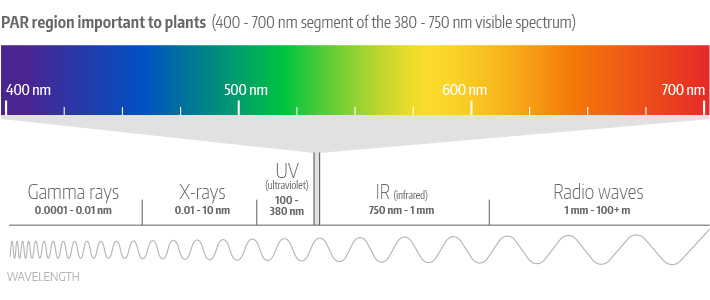 PAR region important to plants (400 - 700 nm segment of the 380 - 750 nm visible spectrum)
400 nm
500 nm
600 nm
700 nm
Gamma rays
0.0001 - 0.01 nm
X-rays
0.01 - 10 nm
UV
(ultraviolet)
100 -
380 nm
IR (infrared)
750 nm - 1 mm
Radio waves
1 mm - 100+ m
WAVELENGTH